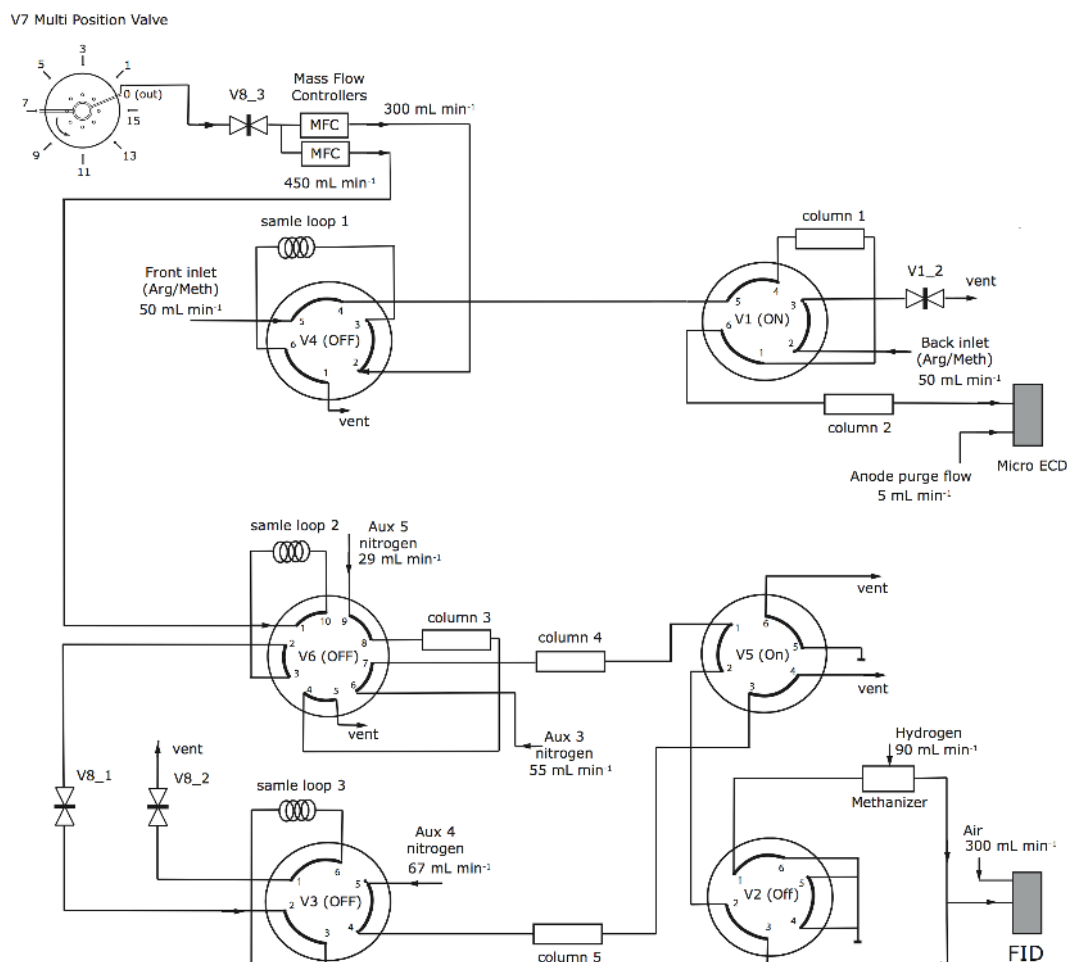 V7 Multi Position Valve
3
5
1
0 (out)
7
15
9
13
11
V8_3
Mass Flow
Controllers
MFC
300 mL min-1
MFC
450 mL min-1
samle loop 1
Front inlet
(Arg/Meth)
50 mL min-1
4
5
3
V4 (OFF)
6
2
1
vent
column 1
4
5
3
V1 (ON)
6
2
1
V1_2
vent
Back inlet
(Arg/Meth)
50 mL min-1
column 2
Micro ECD
Anode purge flow
5 mL min-1
samle loop 2
Aux 5
nitrogen
29 mL min-1
10
9
1
8
2
V6 (OFF)
7
3
6
4
5
vent
column 3
column 4
Aux 3
nitrogen
55 mL min-1
vent
6
1
5
V5 (On)
2
4
3
vent
V8_1
vent
V8_2
samle loop 3
Aux 4
nitrogen
67 mL min-1
6
1
5
V3 (OFF)
2
4
3
column 5
Hydrogen
90 mL min-1
Methanizer
6
1
5
V2 (Off)
2
4
3
Air
300 mL min-1
FID